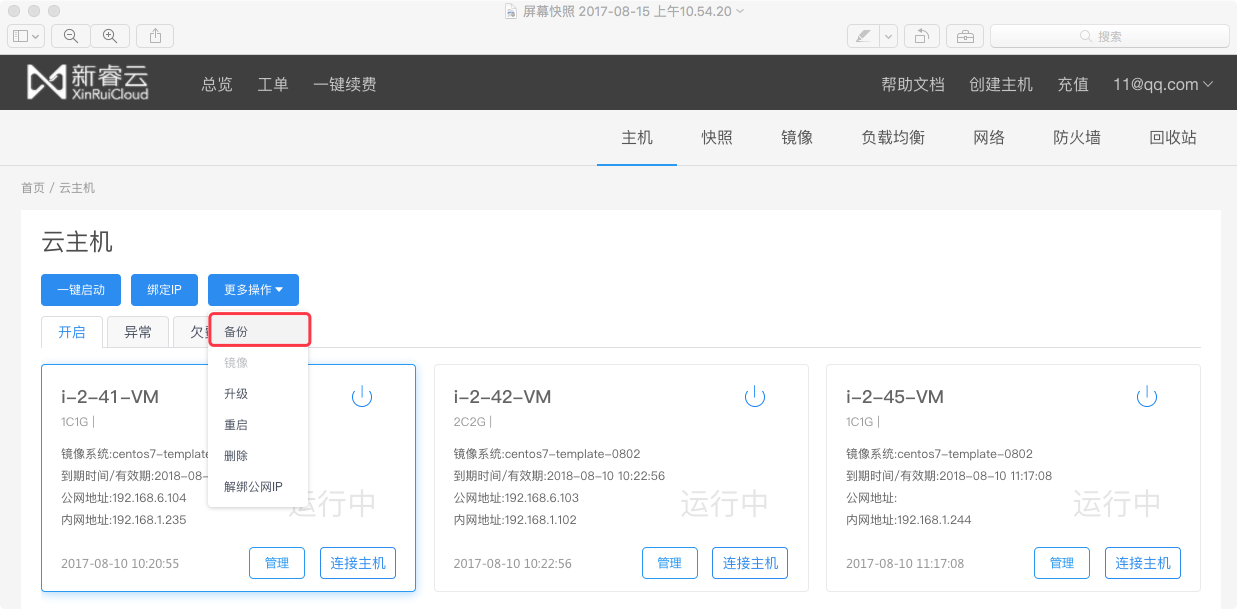 屏幕快照 2017-08-15 上午10.54.20
搜索
新睿云
XinRuiCloud
总览 工单 一键续费
帮助文档 创建主机 充值 11@qq.com
主机 快照 镜像 负载均衡 网络 防火墙 回收站
首页 / 云主机
云主机
一键启动 绑定IP 更多操作
开启 异常 欠
备份
镜像
升级
重启
删除
解绑公网IP
i-2-41-VM
1C1G |
镜像系统:centos7-template
到期时间/有效期:2018-08-
公网地址:192.168.6.104
内网地址:192.168.1.235
运行中
2017-08-10 10:20:55
管理 连接主机
i-2-42-VM
2C2G |
镜像系统:centos7-template-0802
到期时间/有效期:2018-08-10 10:22:56
公网地址:192.168.6.103
内网地址:192.168.1.102
运行中
2017-08-10 10:22:56
管理 连接主机
i-2-45-VM
1C1G |
镜像系统:centos7-template-0802
到期时间/有效期:2018-08-10 11:17:08
公网地址:
内网地址:192.168.1.244
运行中
2017-08-10 11:17:08
管理 连接主机